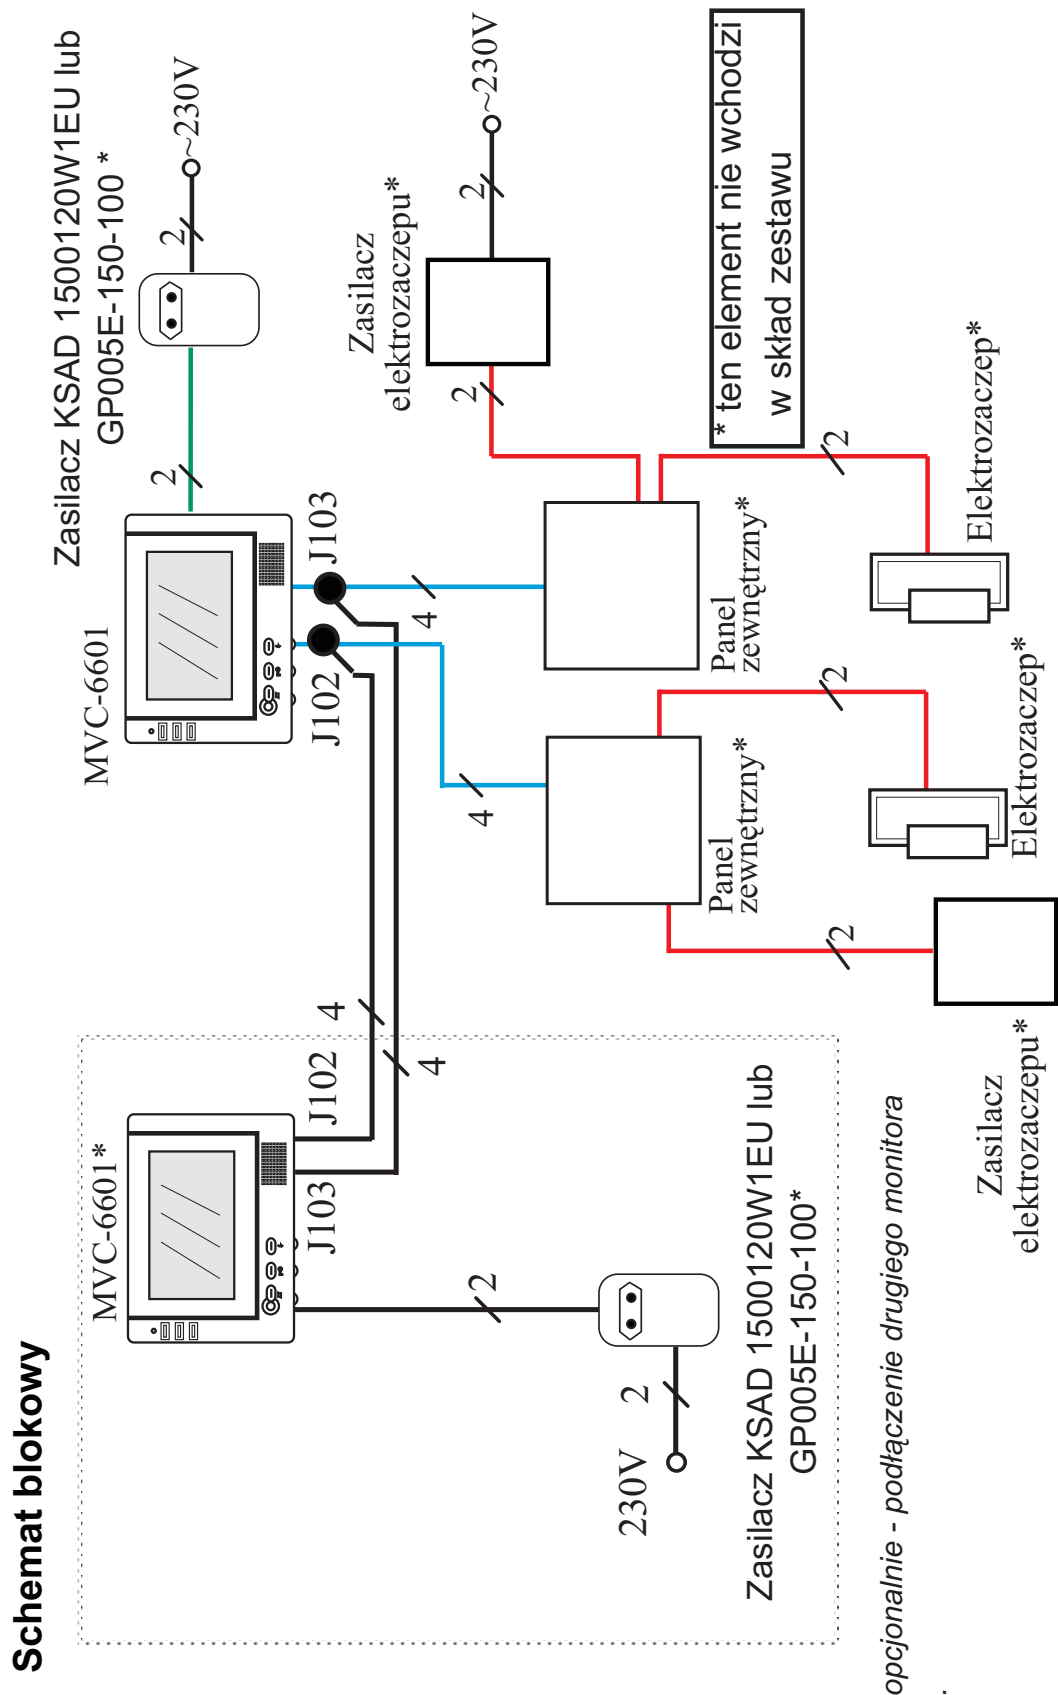 Schemat blokowy
MVC-6601*
J103
J102
4
4
2
230V
2
Zasilacz KSAD 1500120W1EU lub
GP005E-150-100*
opcjonalnie - podłączenie drugiego monitora
.
MVC-6601
J102
J103
Zasilacz KSAD 1500120W1EU lub
GP005E-150-100 *
2
2
~230V
4
4
Zasilacz
elektrozaczepu*
2
2
~230V
Panel
zewnętrzny*
Panel
zewnętrzny*
2
2
2
* ten element nie wchodzi
w skład zestawu
Elektrozaczep*
Elektrozaczep*
Zasilacz
elektrozaczepu*